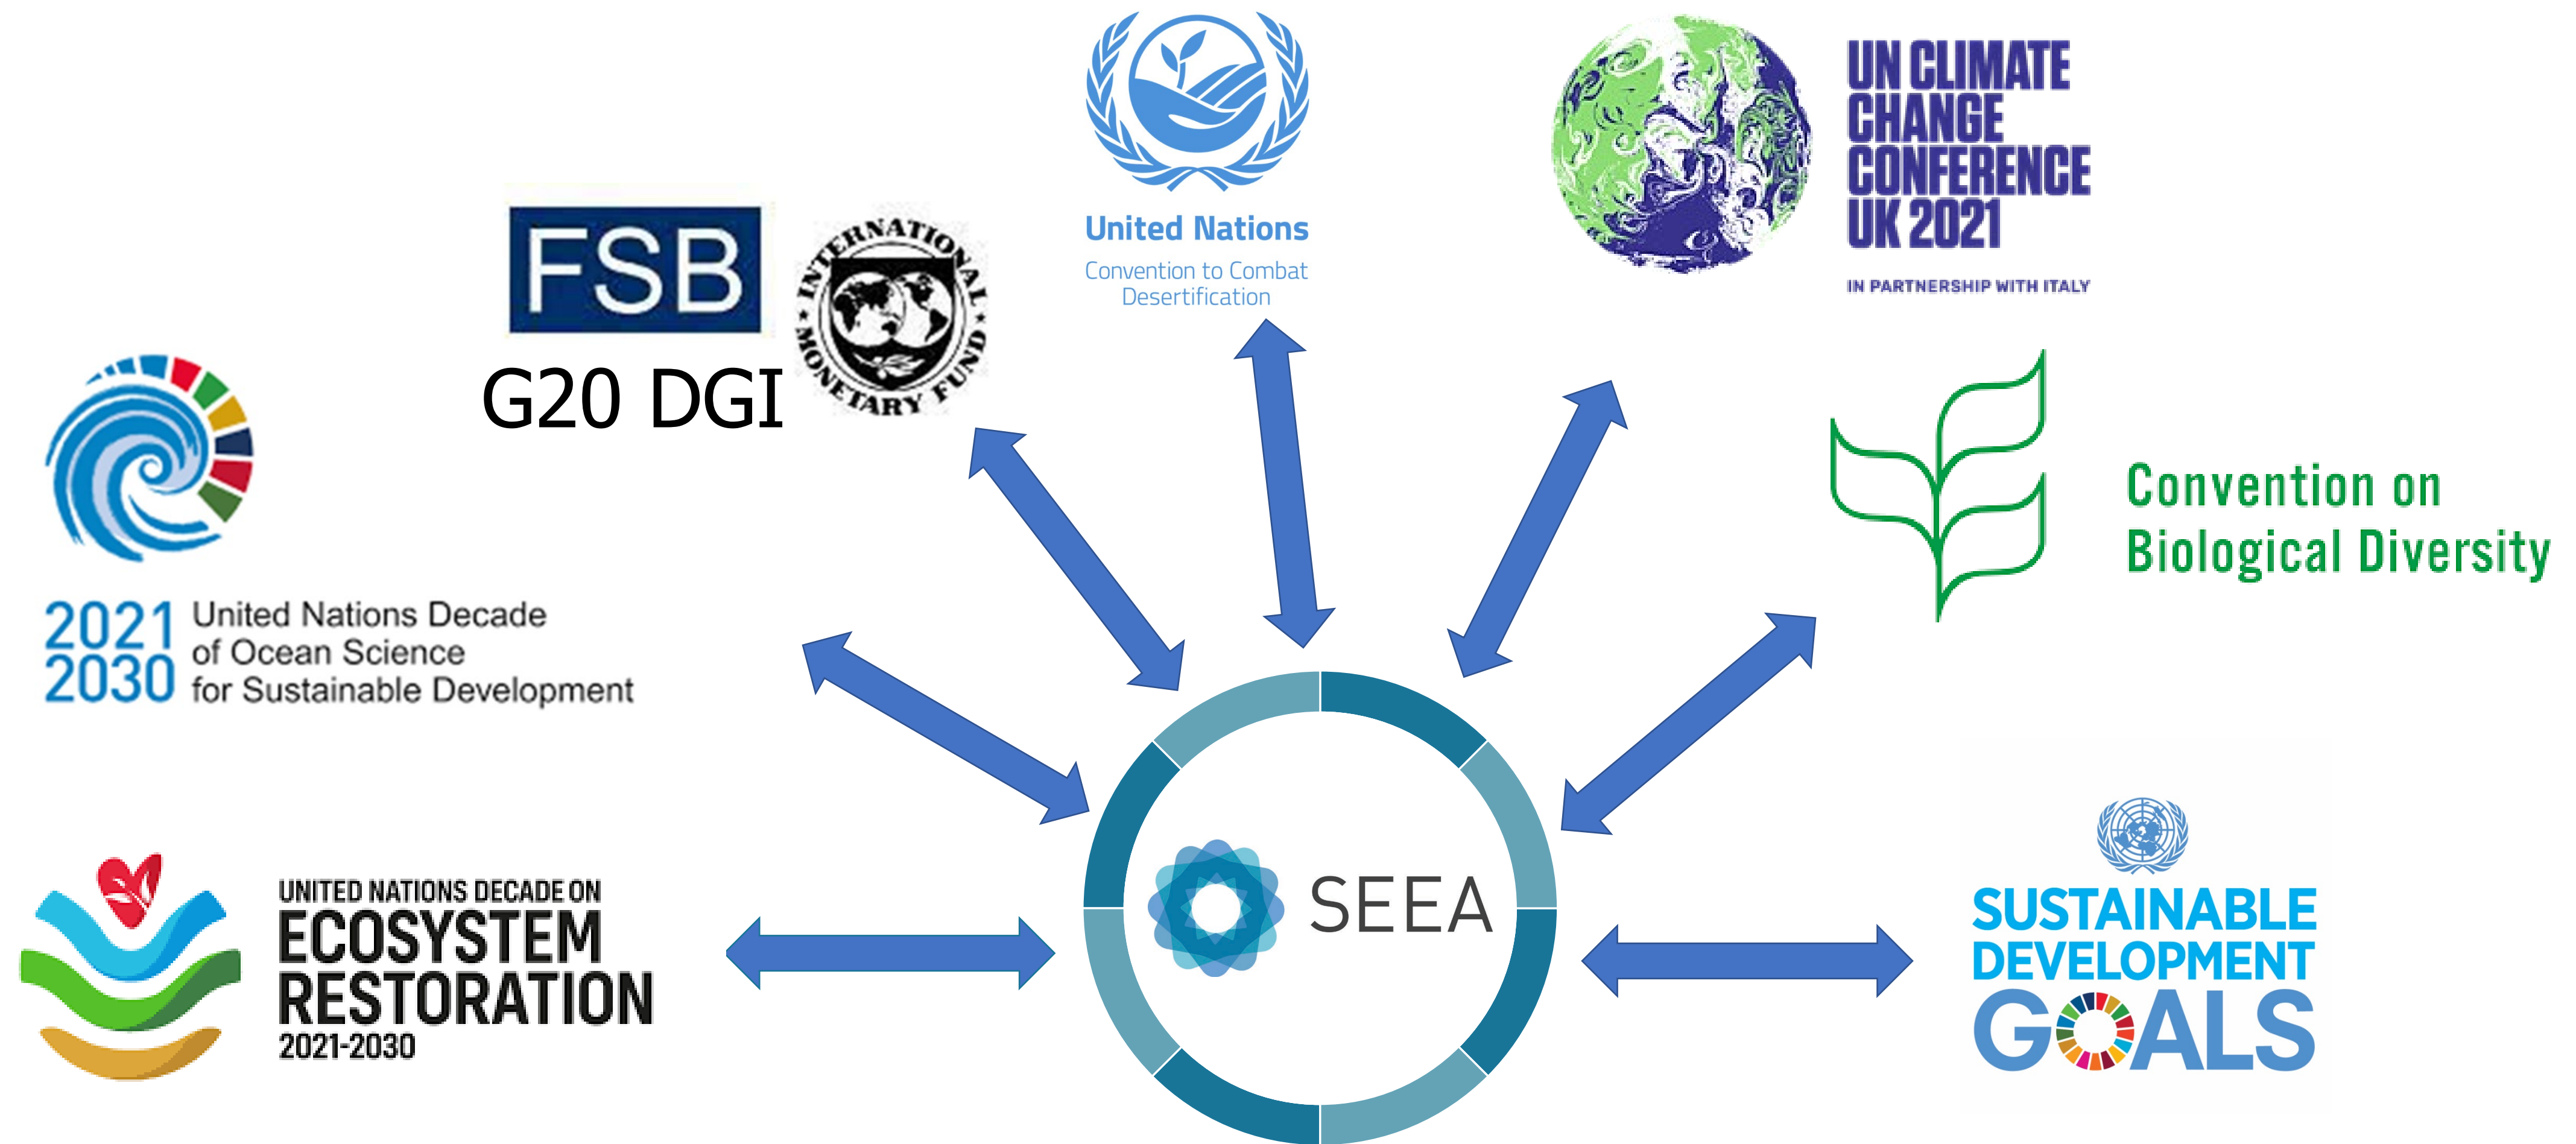 United Nations
Convention to Combat
Desertification
UN CLIMATE
CHANGE
CONFERENCE
UK 2021
IN PARTNERSHIP WITH ITALY
FSB
INTERNATIONAL MONETARY FUND
G20 DGI
Convention on
Biological Diversity
2021
2030
United Nations Decade
of Ocean Science
for Sustainable Development
UNITED NATIONS DECADE ON
ECOSYSTEM
RESTORATION
2021-2030
SEEA
SUSTAINABLE
DEVELOPMENT
GOALS